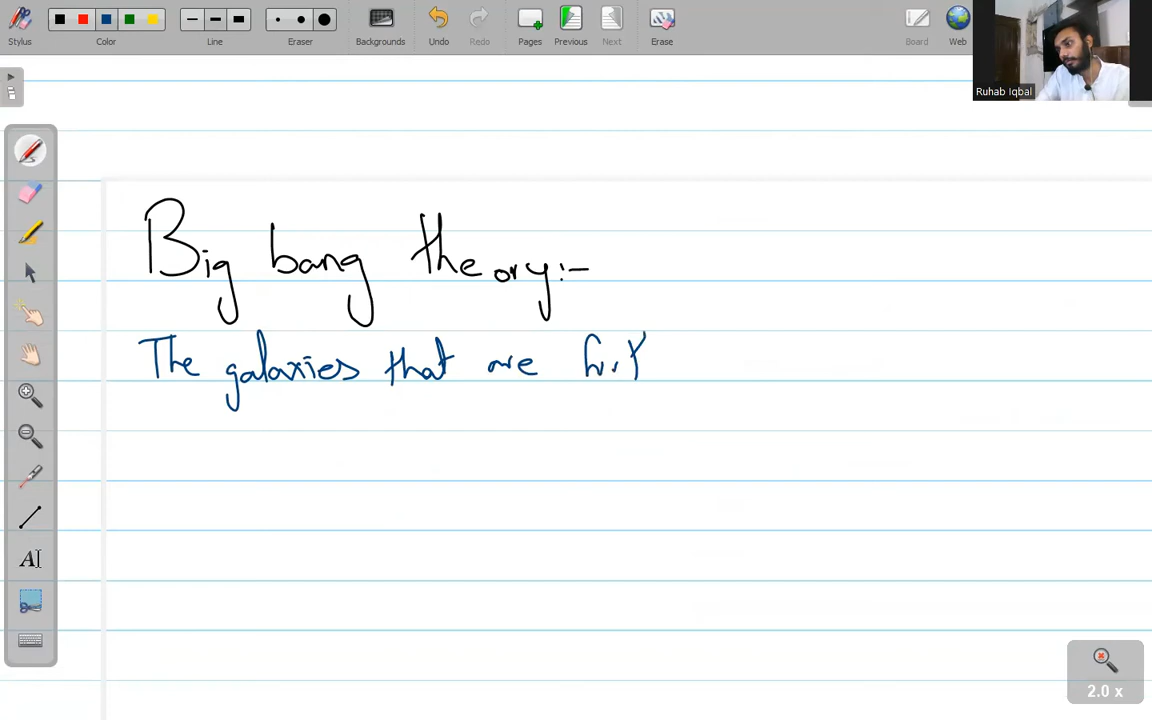 Stylus
Color
Line
Eraser
Backgrounds
Undo
Redo
Pages
Previous
Next
Erase
Board
Web
Ruhab Iqbal
Big bang theory:-
The galaxies that are
AI
2.0 x